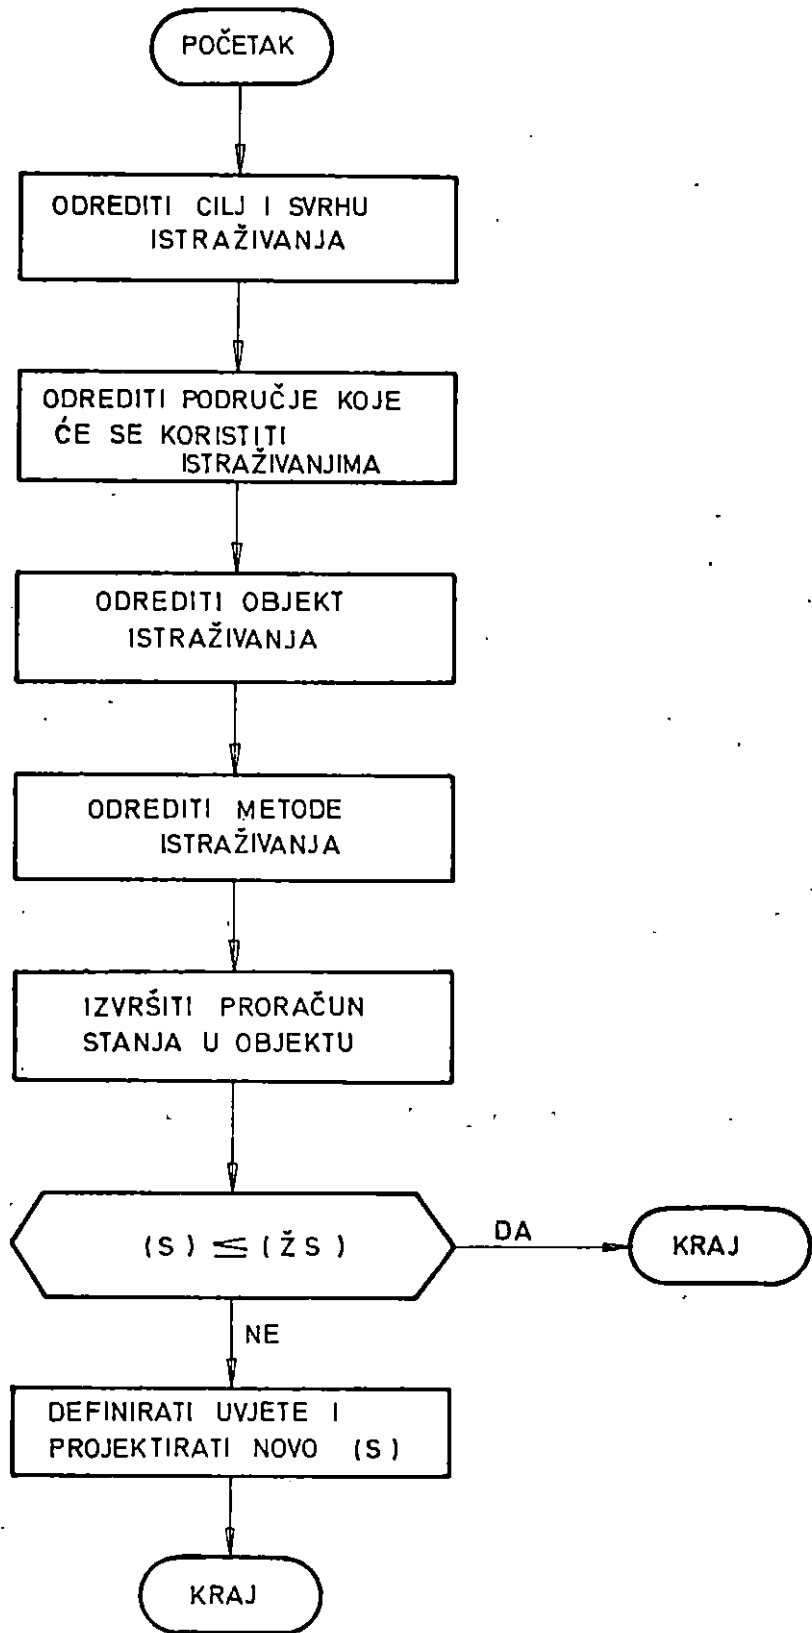 POČETAK
ODREDITI CILJ I SVRHU
ISTRAŽIVANJA
ODREDITI PODRUČJE KOJE
ĆE SE KORISTITI
ISTRAŽIVANJIMA
ODREDITI OBJEKT
ISTRAŽIVANJA
ODREDITI METODE
ISTRAŽIVANJA
IZVRŠITI PRORAČUN
STANJA U OBJEKTU
(S) ≤ (ŽS)
DA
KRAJ
NE
DEFINIRATI UVJETE I
PROJEKTIRATI NOVO (S)
KRAJ